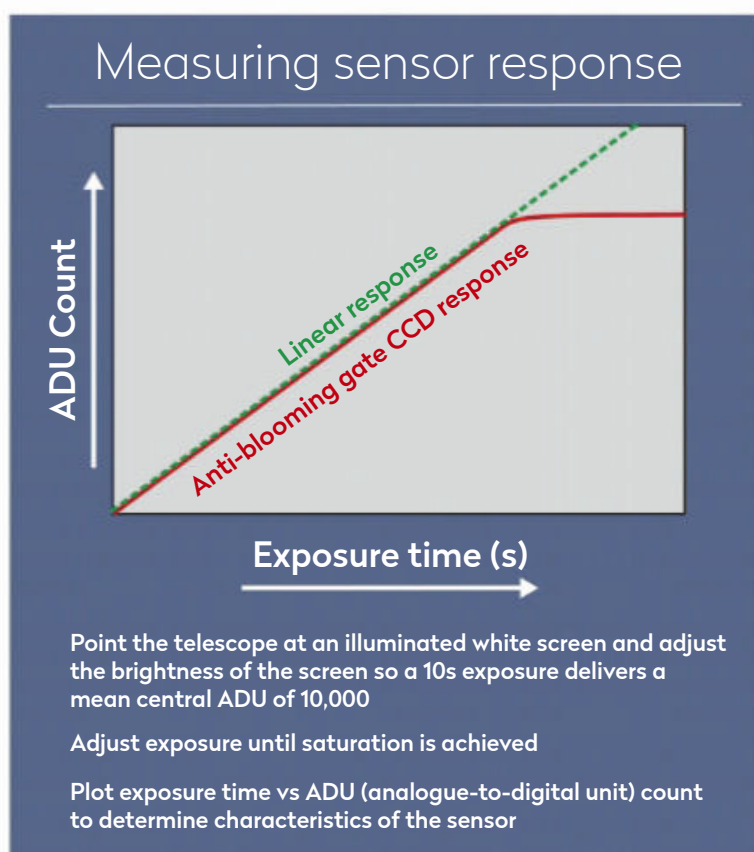 Measuring sensor response
ADU Count
Linear response
Anti-blooming gate CCD response
Exposure time (s)
Point the telescope at an illuminated white screen and adjust
the brightness of the screen so a 10s exposure delivers a
mean central ADU of 10,000
Adjust exposure until saturation is achieved
Plot exposure time vs ADU (analogue-to-digital unit) count
to determine characteristics of the sensor